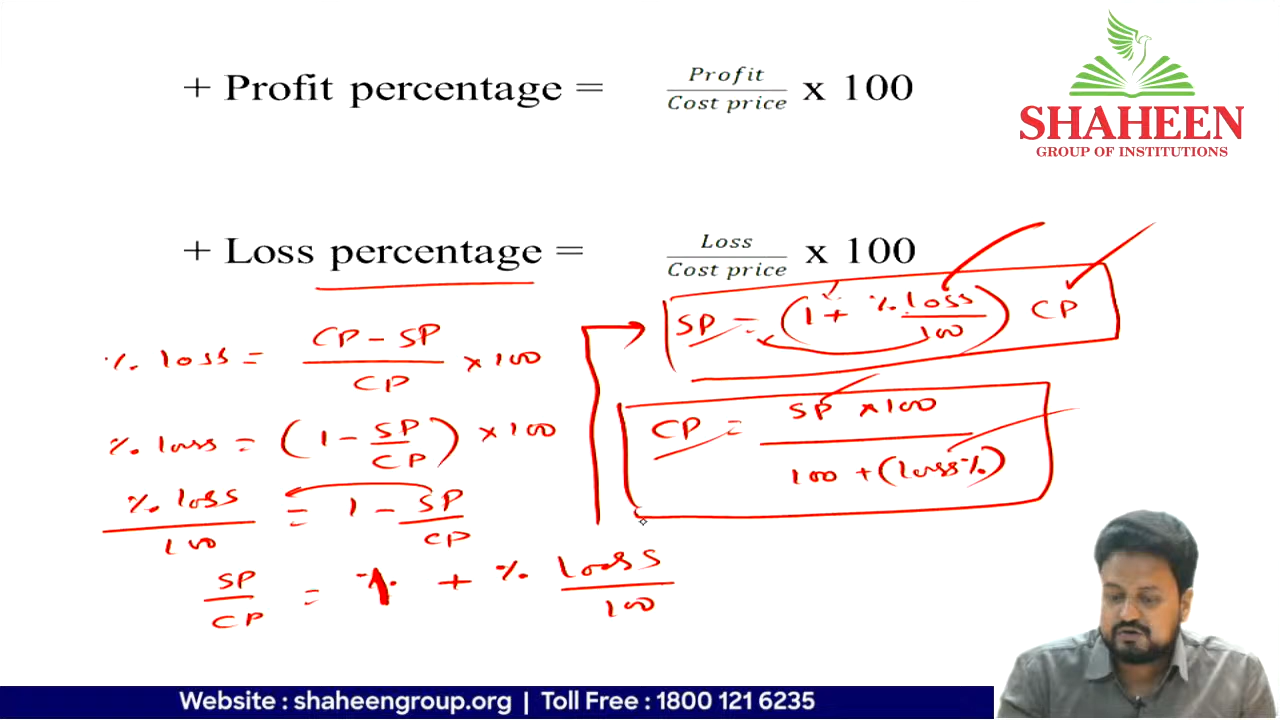 + Profit percentage = Profit/Cost price x 100
SHAHEEN
GROUP OF INSTITUTIONS
+ Loss percentage = Loss/Cost price x 100
SP = (1 + % loss/100) CP
% loss = CP - SP/CP x 100
CP = SP x 100/100 + (loss%)
% loss = (1 - SP/CP) x 100
% loss/100 = 1 - SP/CP
SP/CP = 1 + % loss/100
Website : shaheengroup.org | Toll Free : 1800 121 6235